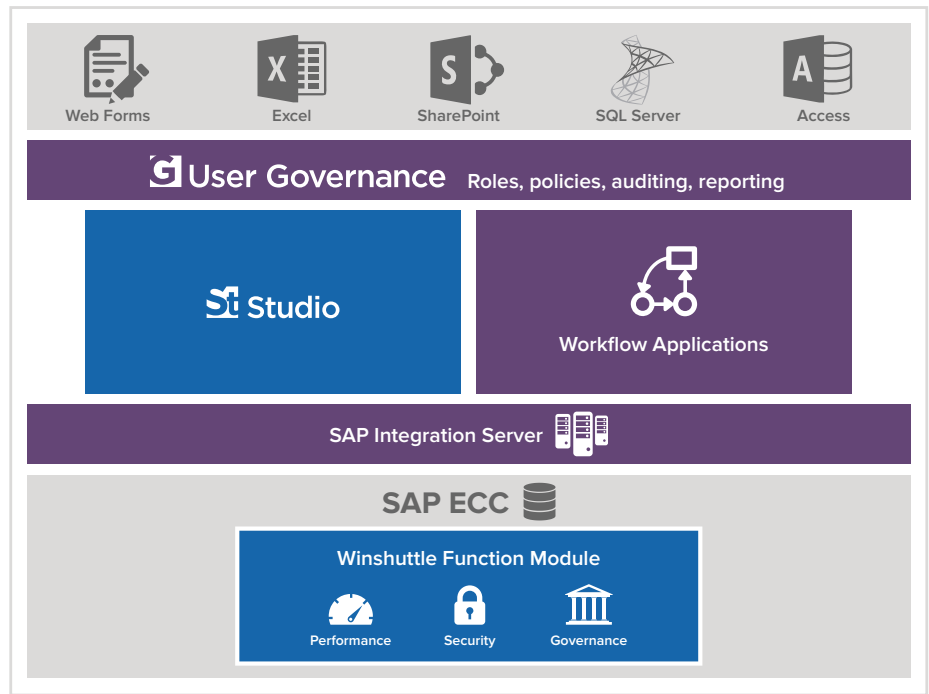 X S A
Web Forms Excel SharePoint SQL Server Access
G User Governance Roles, policies, auditing, reporting
St Studio
Workflow Applications
SAP Integration Server
SAP ECC
Winshuttle Function Module
Performance Security Governance